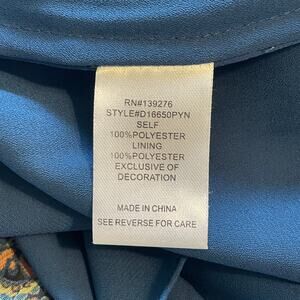 RN#139276
STYLE#D16650PYN
SELF
100%POLYESTER
LINING
100%POLYESTER
EXCLUSIVE OF
DECORATION
MADE IN CHINA
SEE REVERSE FOR CARE